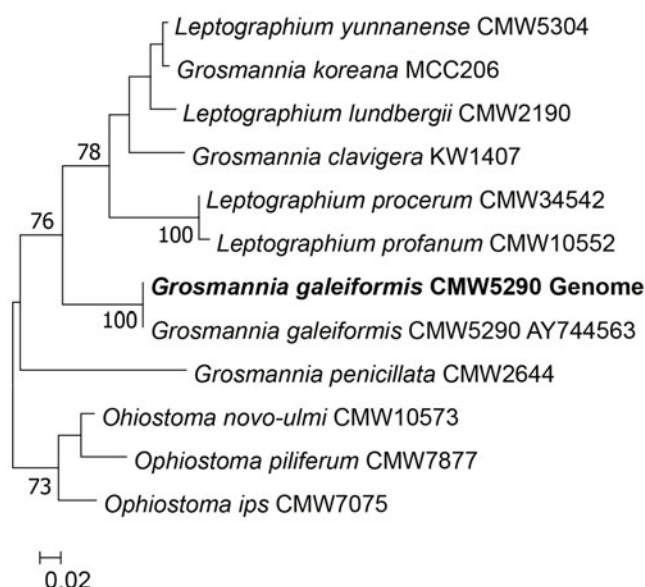 Leptographium yunnanense CMW5304
Grosmannia koreana MCC206
Leptographium lundbergii CMW2190
78
Grosmannia clavigera KW1407
Leptographium procerum CMW34542
76
100
Leptographium profanum CMW10552
Grosmannia galeiformis CMW5290 Genome
100
Grosmannia galeiformis CMW5290 AY744563
Grosmannia penicillata CMW2644
Ohiostoma novo-ulmi CMW10573
Ophiostoma piliferum CMW7877
73
Ophiostoma ips CMW7075
0.02